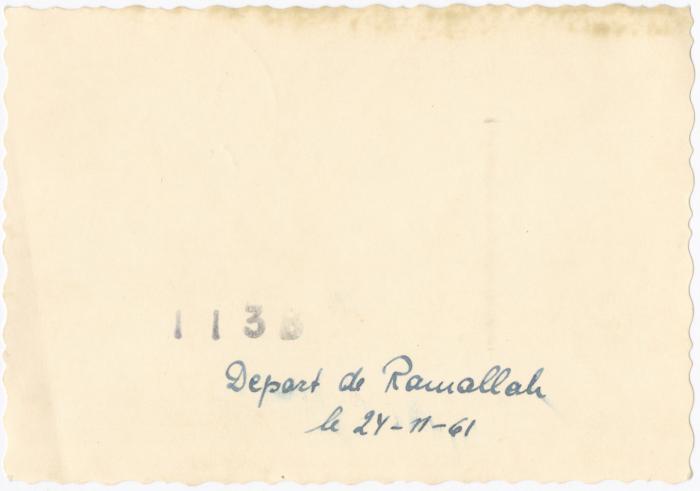 113
Depart de Ramallah
le 24-11-61